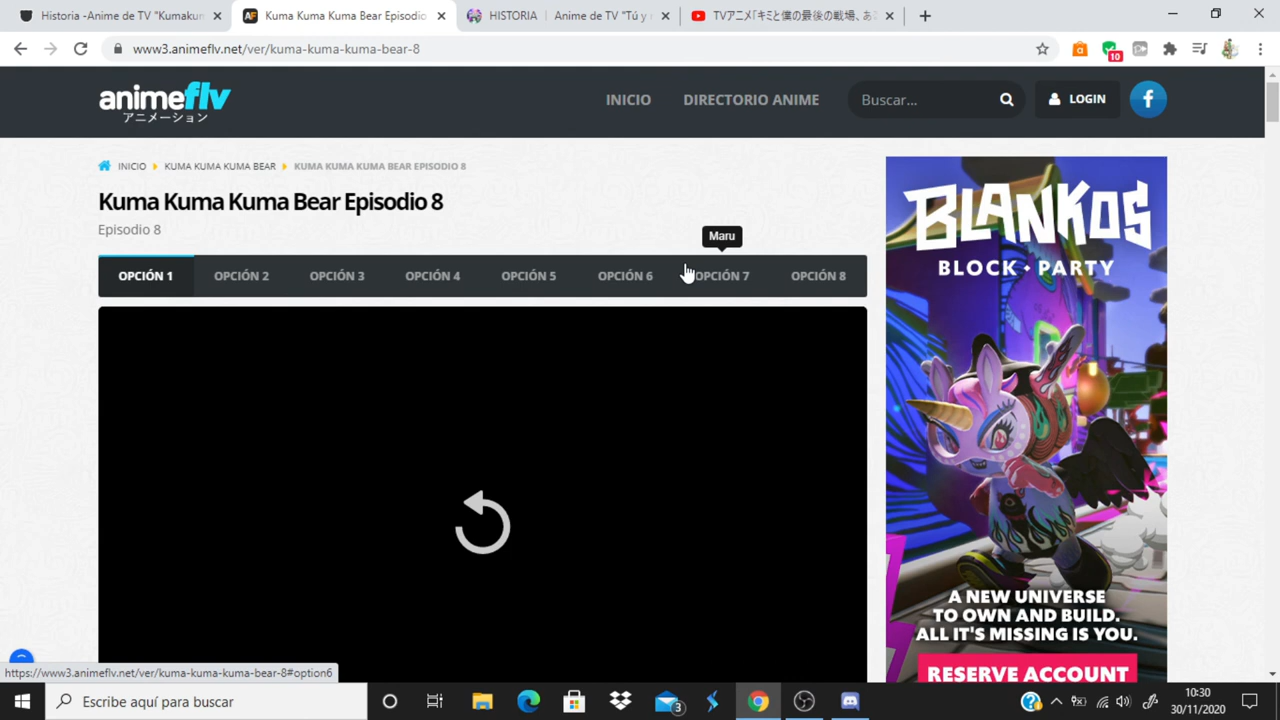 Historia -Anime de TV "Kumakun
Kuma Kuma Kuma Bear Episodio
HISTORIA | Anime de TV "Tú y
TVアニメ「キミと僕の最後の戦場、ある
www3.animeflv.net/ver/kuma-kuma-kuma-bear-8
10
animeflv
アニメーション
INICIO
DIRECTORIO ANIME
Buscar...
LOGIN
INICIO
KUMA KUMA KUMA BEAR
KUMA KUMA KUMA BEAR EPISODIO 8
Kuma Kuma Kuma Bear Episodio 8
Episodio 8
Maru
OPCIÓN 1
OPCIÓN 2
OPCIÓN 3
OPCIÓN 4
OPCIÓN 5
OPCIÓN 6
OPCIÓN 7
OPCIÓN 8
BLANKOS
BLOCK PARTY
A NEW UNIVERSE
TO OWN AND BUILD.
ALL IT'S MISSING IS YOU.
RESERVE ACCOUNT
https://www3.animeflv.net/ver/kuma-kuma-kuma-bear-8#option6
Escribe aquí para buscar
3
10:30
30/11/2020